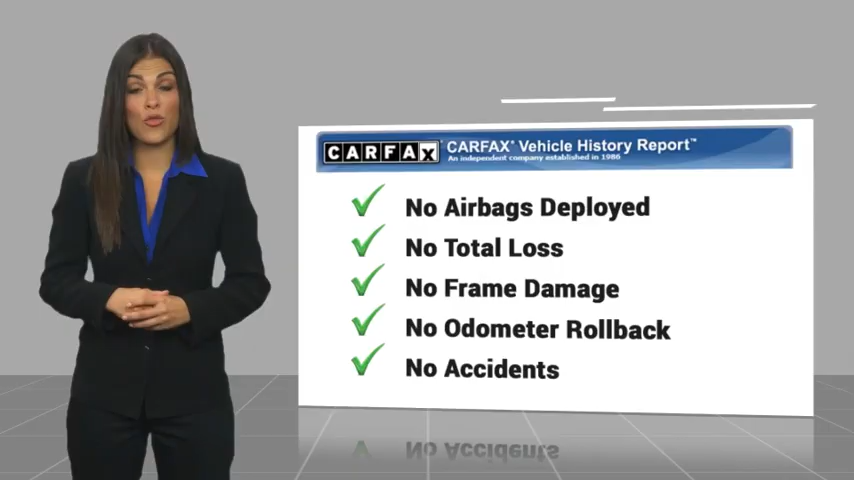 CARFAX
CARFAX® Vehicle History Report™
An independent company established in 1986
No Airbags Deployed
No Total Loss
No Frame Damage
No Odometer Rollback
No Accidents
No Accidents